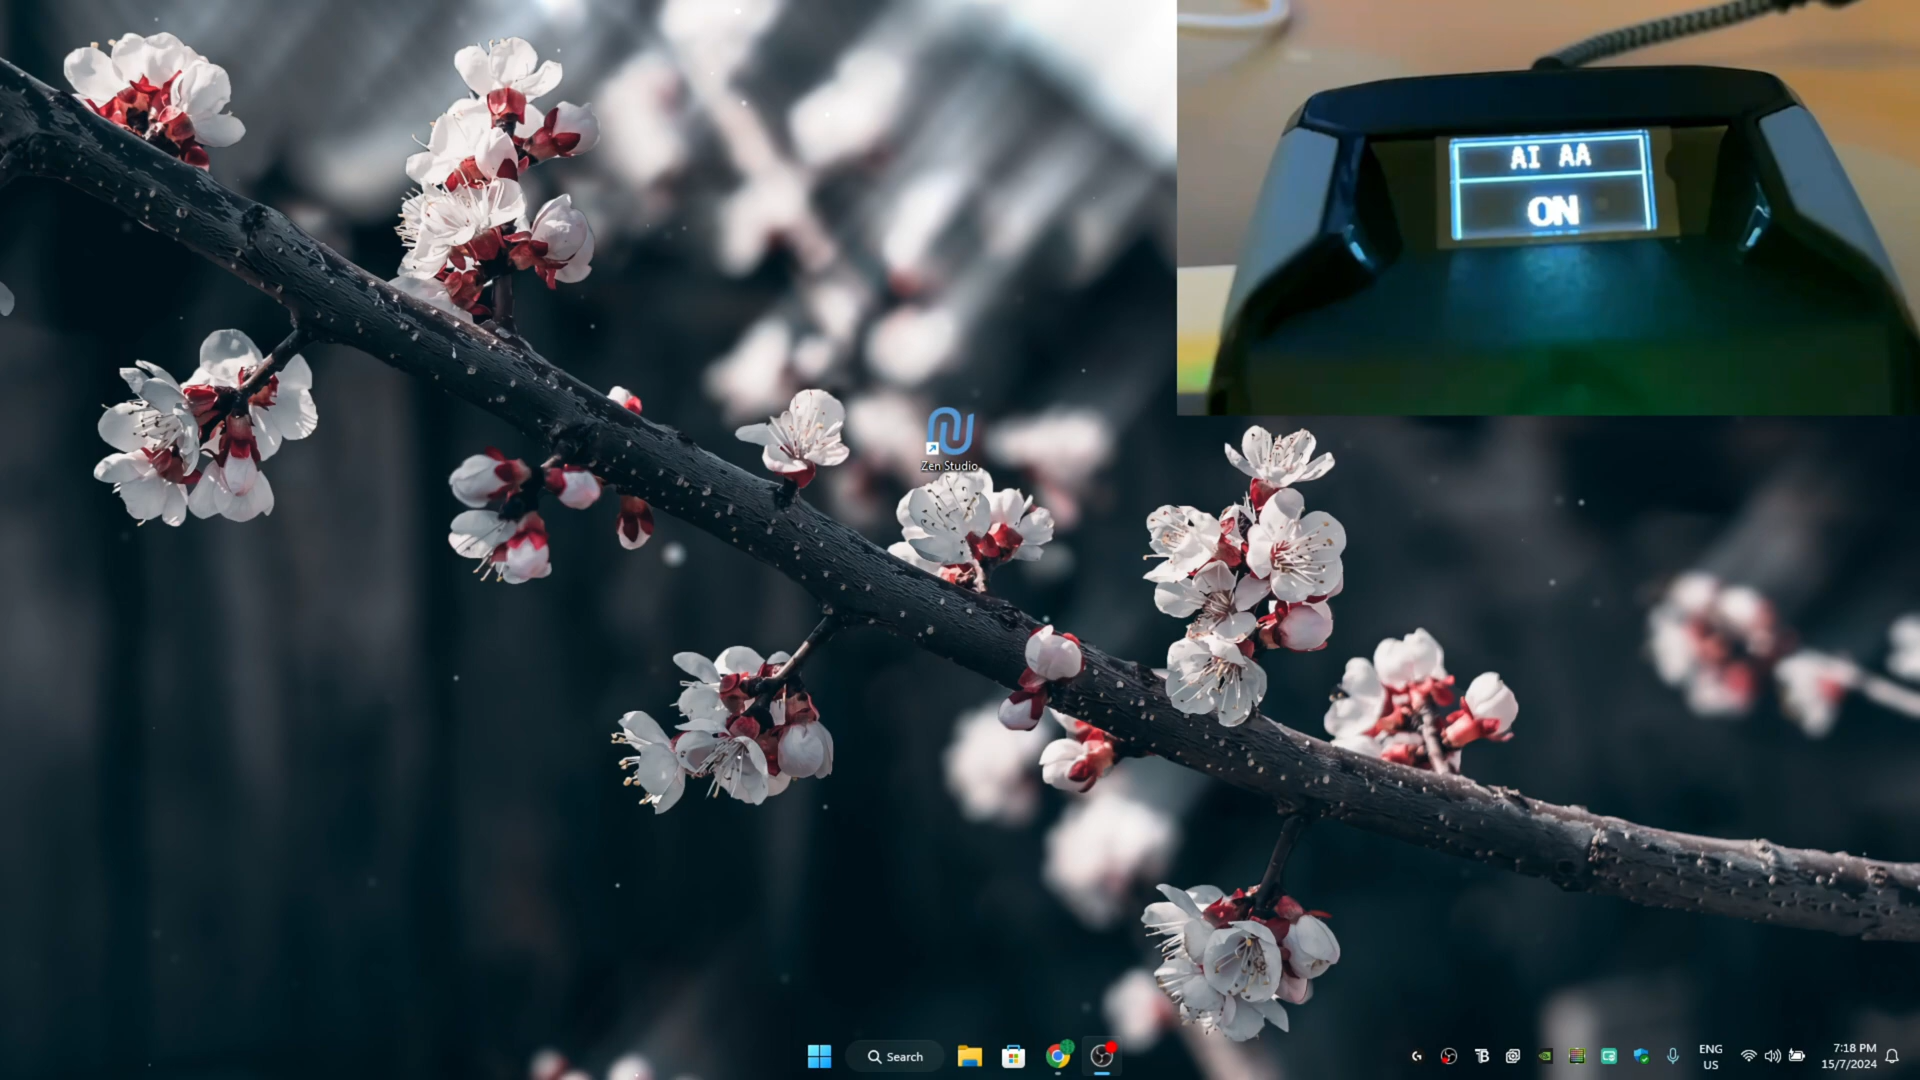 AI AA
ON
Zen Studio
Search
ENG
US
7:18 PM
15/7/2024